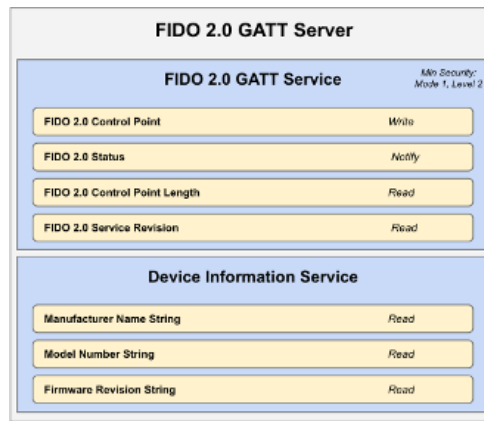 FIDO 2.0 GATT Server
FIDO 2.0 GATT Service
Min Security:
Mode 1, Level 2
FIDO 2.0 Control Point Write
FIDO 2.0 Status Notify
FIDO 2.0 Control Point Length Read
FIDO 2.0 Service Revision Read
Device Information Service
Manufacturer Name String Read
Model Number String Read
Firmware Revision String Read